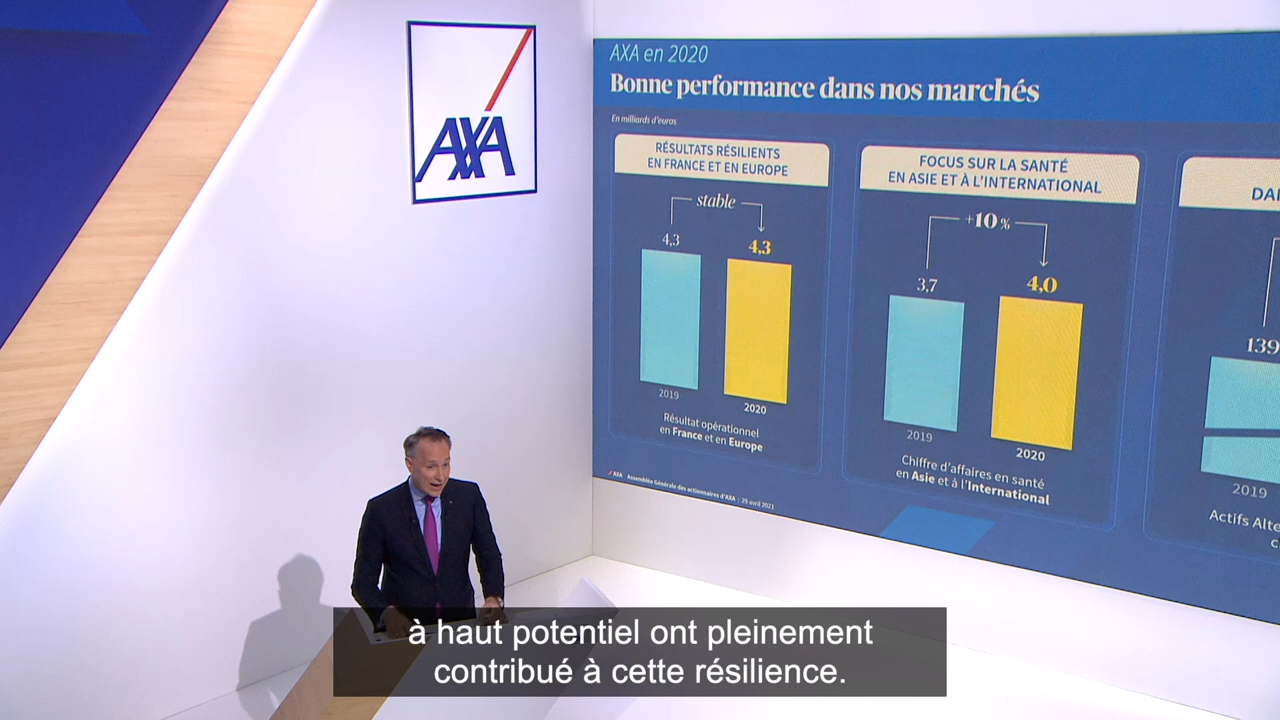 AXA
AXA en 2020
Bonne performance dans nos marchés
En milliards d'euros
RÉSULTATS RÉSILIENTS
EN FRANCE ET EN EUROPE
stable
4,3
4,3
2019
2020
Résultat opérationnel
en France et en Europe
FOCUS SUR LA SANTÉ
EN ASIE ET À L'INTERNATIONAL
+10 %
3,7
4,0
2019
2020
Chiffre d'affaires en santé
en Asie et à l'International
139
2019
Actifs
AXA - Assemblée Générale des actionnaires d'AXA | 29 avril 2021
à haut potentiel ont pleinement
contribué à cette résilience.